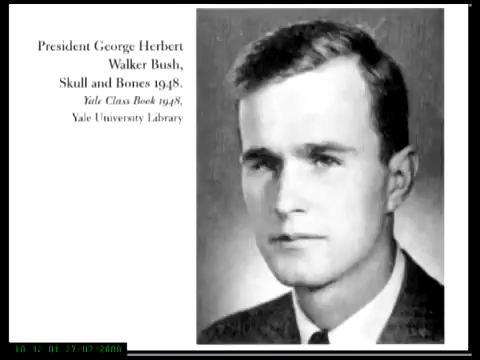 President George Herbert
Walker Bush,
Skull and Bones 1948.
Yale Class Book 1948,
Yale University Library